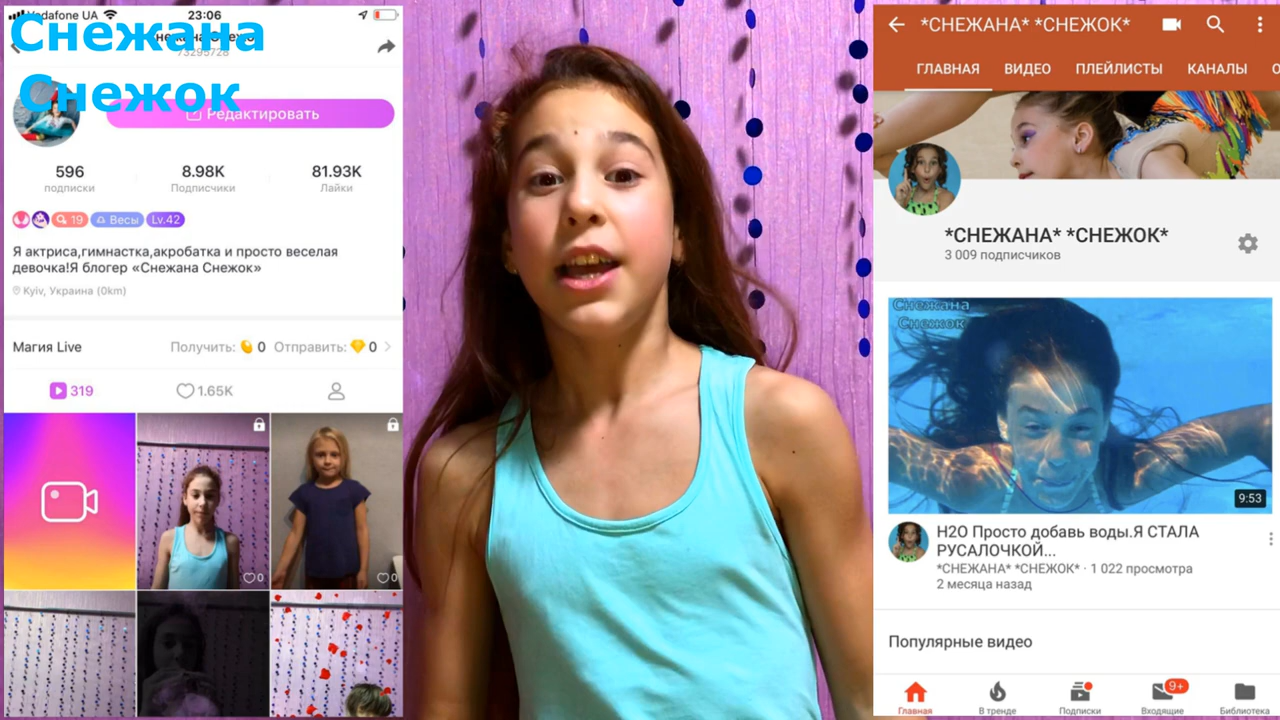 Vodafone UA
23:06
Снежана
Снежок
73295728
Редактировать
596
8.98K
81.93K
подписки
Подписчики
Лайки
19
Весы
Lv.42
Я актриса,гимнастка,акробатка и просто веселая
девочка!Я блогер «Снежана Снежок»
Kyiv, Украина (0km)
Магия Live
Получить: 0 Отправить: 0
319
1.65K
0
0
*СНЕЖАНА* *СНЕЖОК*
ГЛАВНАЯ ВИДЕО ПЛЕЙЛИСТЫ КАНАЛЫ О
*СНЕЖАНА* *СНЕЖОК*
3 009 подписчиков
Снежана
Снежок
9:53
H2O Просто добавь воды.Я СТАЛА
РУСАЛОЧКОЙ...
*СНЕЖАНА* *СНЕЖОК* · 1 022 просмотра
2 месяца назад
Популярные видео
9+
Главная В тренде Подписки Входящие Библиотека